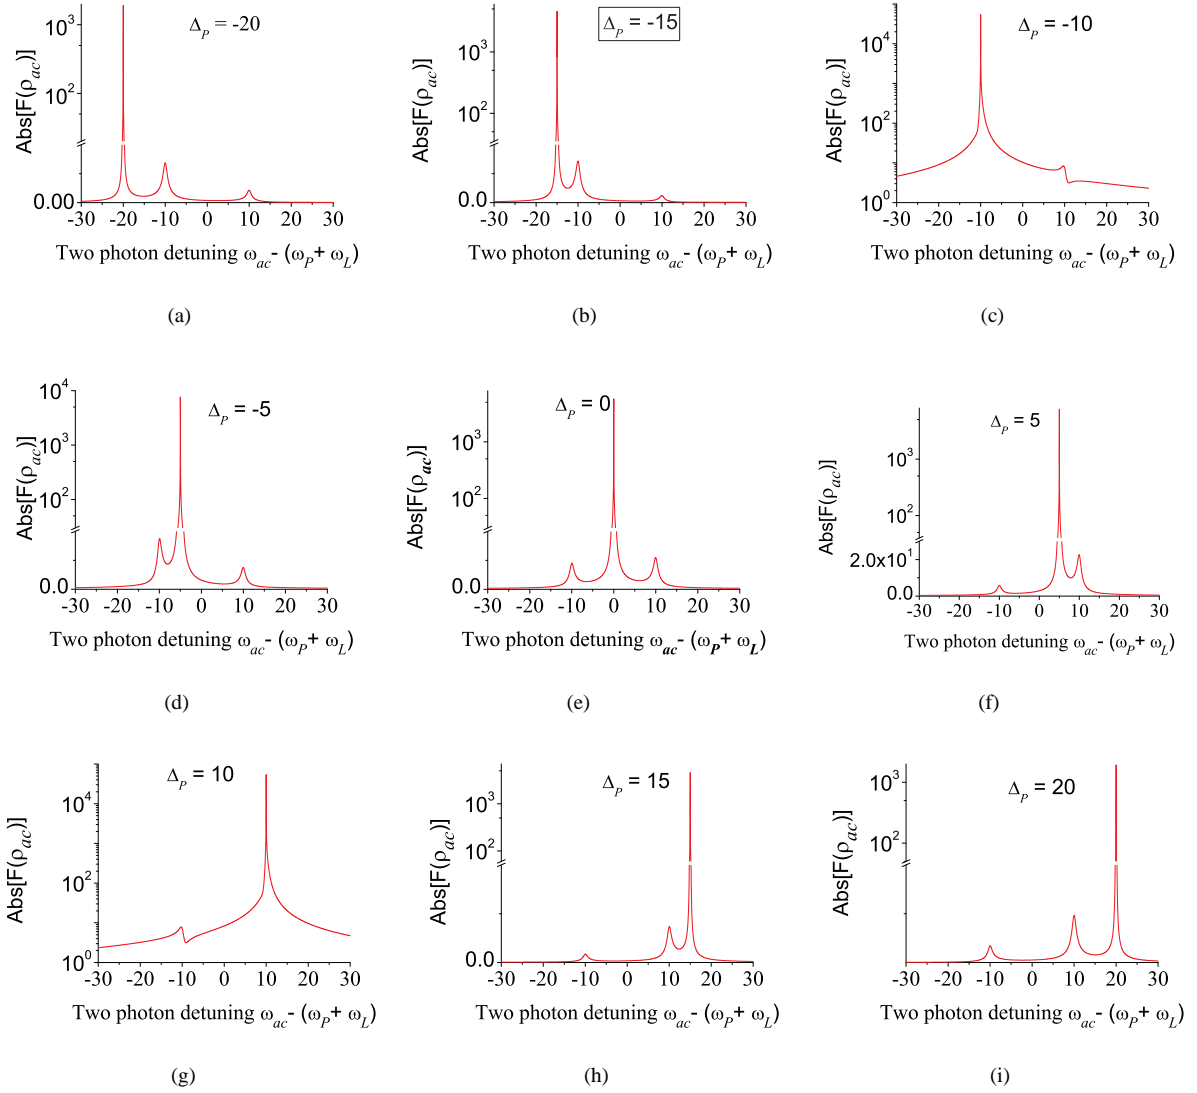 Δ_P = -20
Abs[F(ρ_ac)]
10^3
10^2
0.00
-30 -20 -10 0 10 20 30
Two photon detuning ω_ac- (ω_P+ ω_L)
(a)
Δ_P = -15
Abs[F(ρ_ac)]
10^3
10^2
0.0
-30 -20 -10 0 10 20 30
Two photon detuning ω_ac- (ω_P+ ω_L)
(b)
Δ_P = -10
Abs[F(ρ_ac)]
10^4
10^2
10^0
-30 -20 -10 0 10 20 30
Two photon detuning ω_ac- (ω_P+ ω_L)
(c)
Δ_P = -5
Abs[F(ρ_ac)]
10^4
10^3
10^2
0.0
-30 -20 -10 0 10 20 30
Two photon detuning ω_ac- (ω_P+ ω_L)
(d)
Δ_P = 0
Abs[F(ρ_ac)]
10^3
10^2
0.0
-30 -20 -10 0 10 20 30
Two photon detuning ω_ac- (ω_P+ ω_L)
(e)
Δ_P = 5
Abs[F(ρ_ac)]
10^3
10^2
2.0x10^1
0.0
-30 -20 -10 0 10 20 30
Two photon detuning ω_ac- (ω_P+ ω_L)
(f)
Δ_P = 10
Abs[F(ρ_ac)]
10^4
10^2
10^0
-30 -20 -10 0 10 20 30
Two photon detuning ω_ac- (ω_P+ ω_L)
(g)
Δ_P = 15
Abs[F(ρ_ac)]
10^3
10^2
0.0
-30 -20 -10 0 10 20 30
Two photon detuning ω_ac- (ω_P+ ω_L)
(h)
Δ_P = 20
Abs[F(ρ_ac)]
10^3
10^2
-30 -20 -10 0 10 20 30
Two photon detuning ω_ac- (ω_P+ ω_L)
(i)